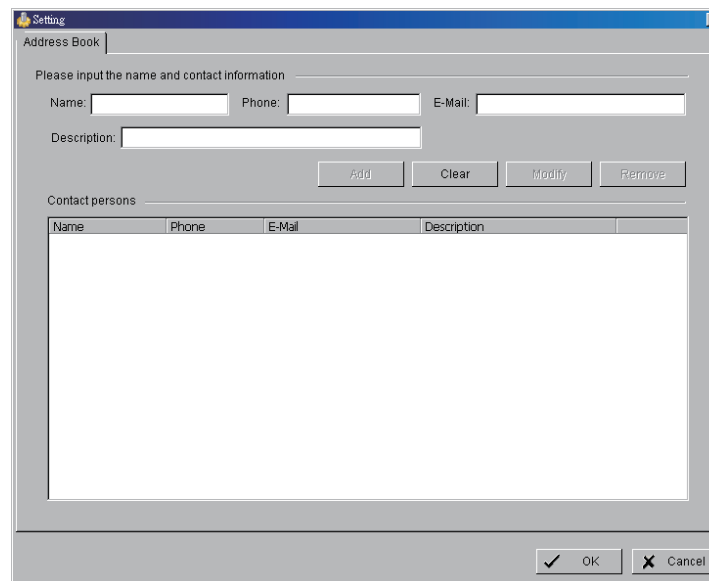 Setting
Address Book
Please input the name and contact information
Name: Phone: E-Mail:
Description:
Add Clear Modify Remove
Contact persons
Name Phone E-Mail Description
OK Cancel